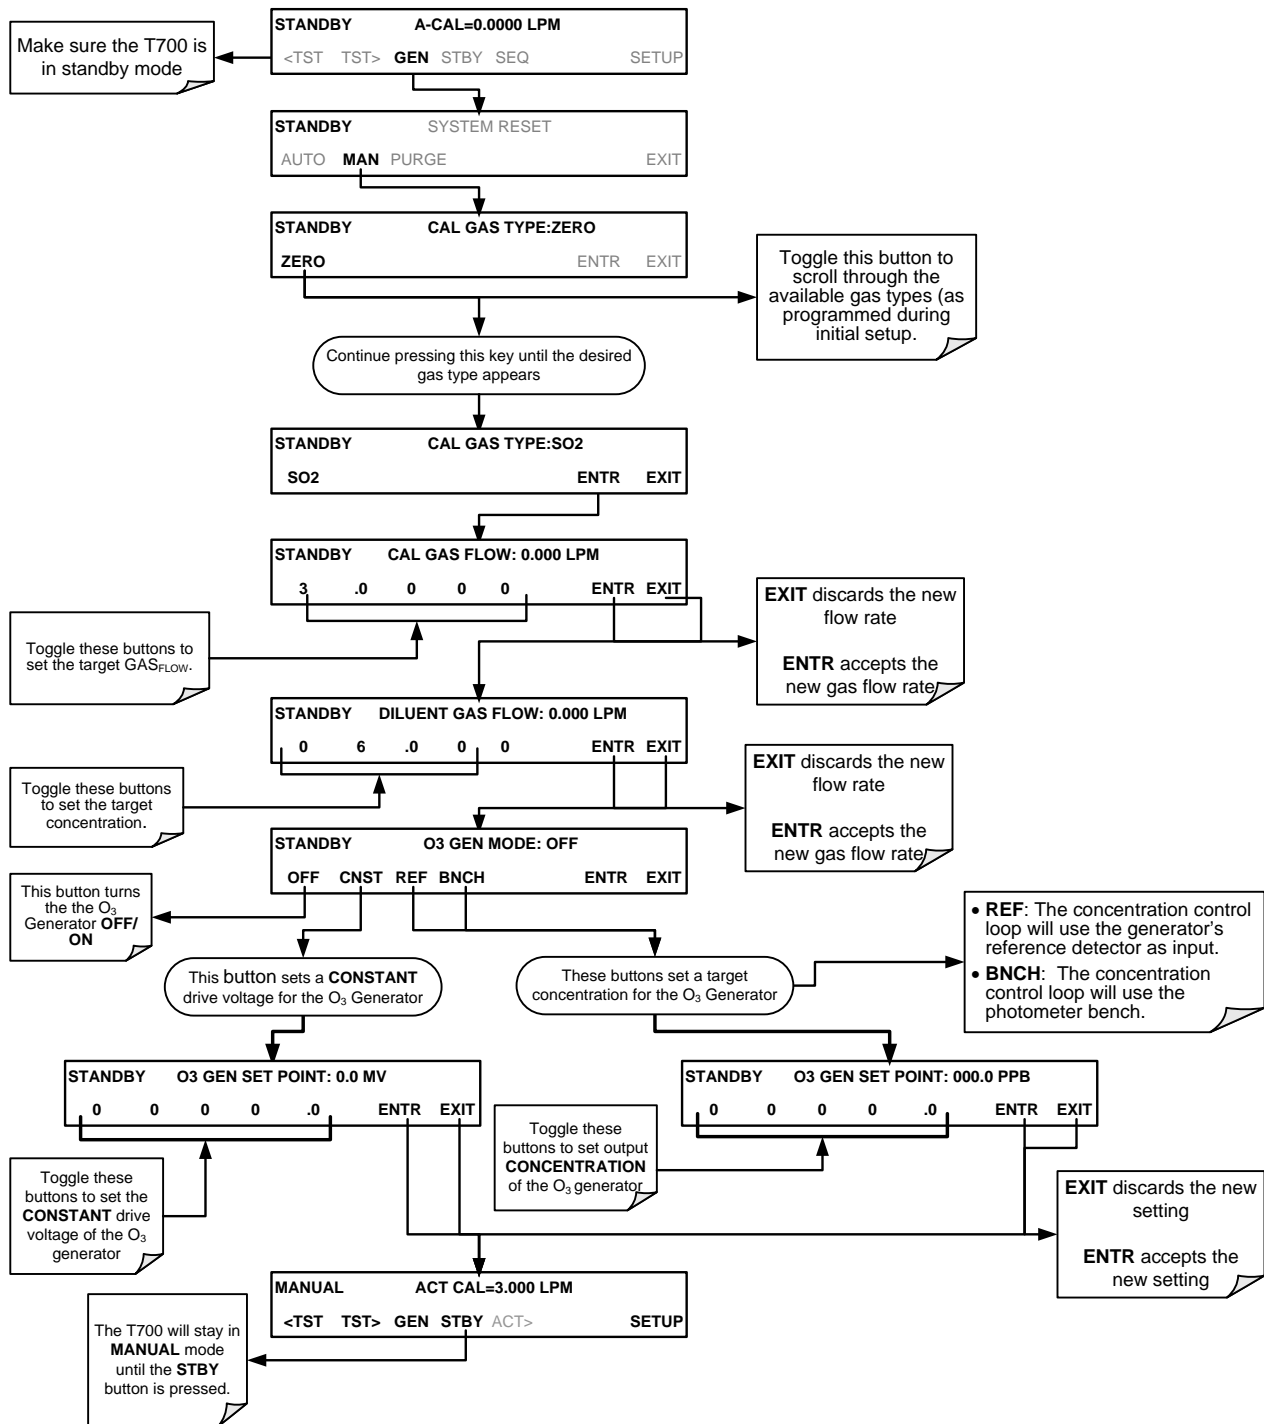 STANDBY A-CAL=0.0000 LPM
<TST TST> GEN STBY SEQ SETUP
Make sure the T700 is
in standby mode
STANDBY SYSTEM RESET
AUTO MAN PURGE EXIT
STANDBY CAL GAS TYPE:ZERO
ZERO ENTR EXIT
Toggle this button to
scroll through the
available gas types (as
programmed during
initial setup.
Continue pressing this key until the desired
gas type appears
STANDBY CAL GAS TYPE:SO2
SO2 ENTR EXIT
STANDBY CAL GAS FLOW: 0.000 LPM
3 .0 0 0 0 ENTR EXIT
Toggle these buttons to
set the target GASFLOW.
EXIT discards the new
flow rate
ENTR accepts the
new gas flow rate
STANDBY DILUENT GAS FLOW: 0.000 LPM
0 6 .0 0 0 ENTR EXIT
Toggle these buttons
to set the target
concentration.
EXIT discards the new
flow rate
ENTR accepts the
new gas flow rate
STANDBY O3 GEN MODE: OFF
OFF CNST REF BNCH ENTR EXIT
This button turns
the the O3
Generator OFF/
ON
This button sets a CONSTANT
drive voltage for the O3 Generator
These buttons set a target
concentration for the O3 Generator
• REF: The concentration control
loop will use the generator's
reference detector as input.
• BNCH: The concentration
control loop will use the
photometer bench.
STANDBY O3 GEN SET POINT: 0.0 MV
0 0 0 0 .0 ENTR EXIT
STANDBY O3 GEN SET POINT: 000.0 PPB
0 0 0 0 .0 ENTR EXIT
Toggle these
buttons to set the
CONSTANT drive
voltage of the O3
generator
Toggle these
buttons to set output
CONCENTRATION
of the O3 generator
EXIT discards the new
setting
ENTR accepts the
new setting
MANUAL ACT CAL=3.000 LPM
<TST TST> GEN STBY ACT> SETUP
The T700 will stay in
MANUAL mode
until the STBY
button is pressed.